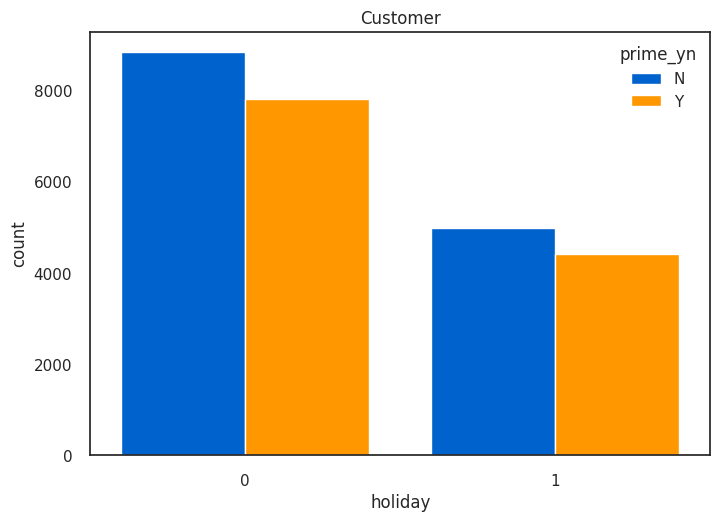 Customer
prime_yn
N
Y
8000
6000
4000
2000
0
count
0 1
holiday